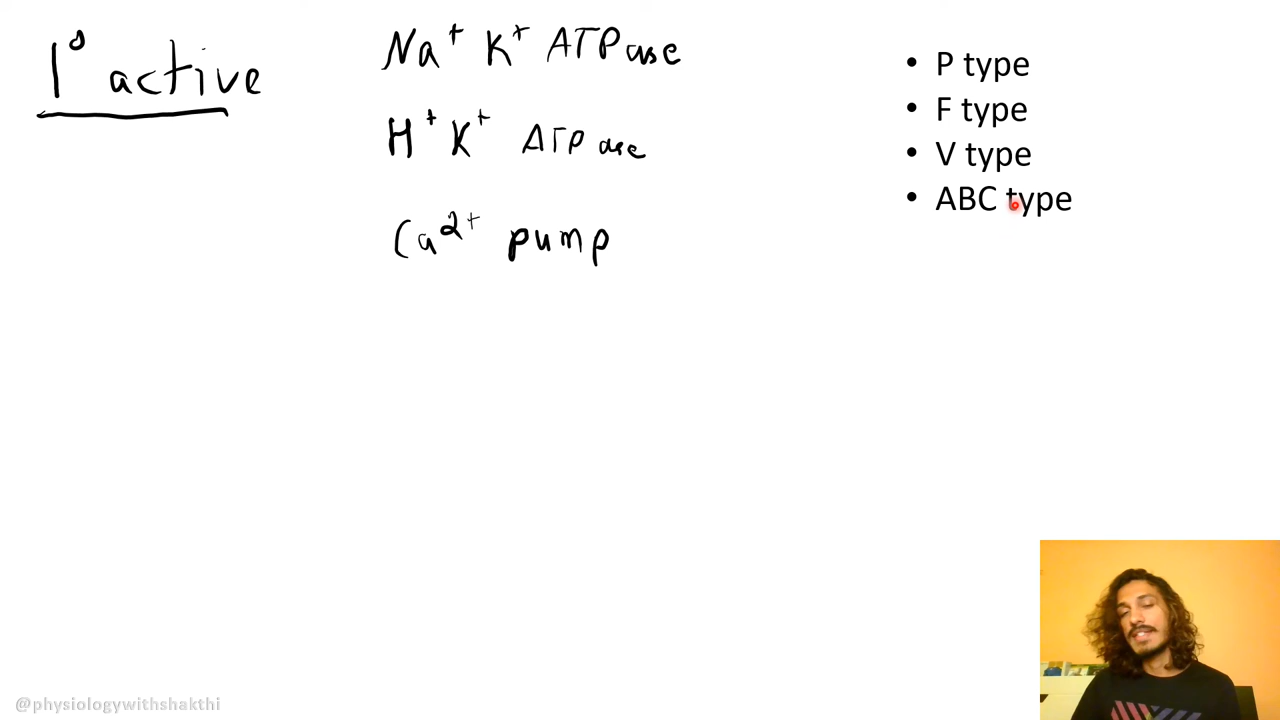 1° active
Na⁺ K⁺ ATPase
H⁺ K⁺ ATPase
Ca²⁺ pump
• P type
• F type
• V type
• ABC type
@physiologywithshakthi